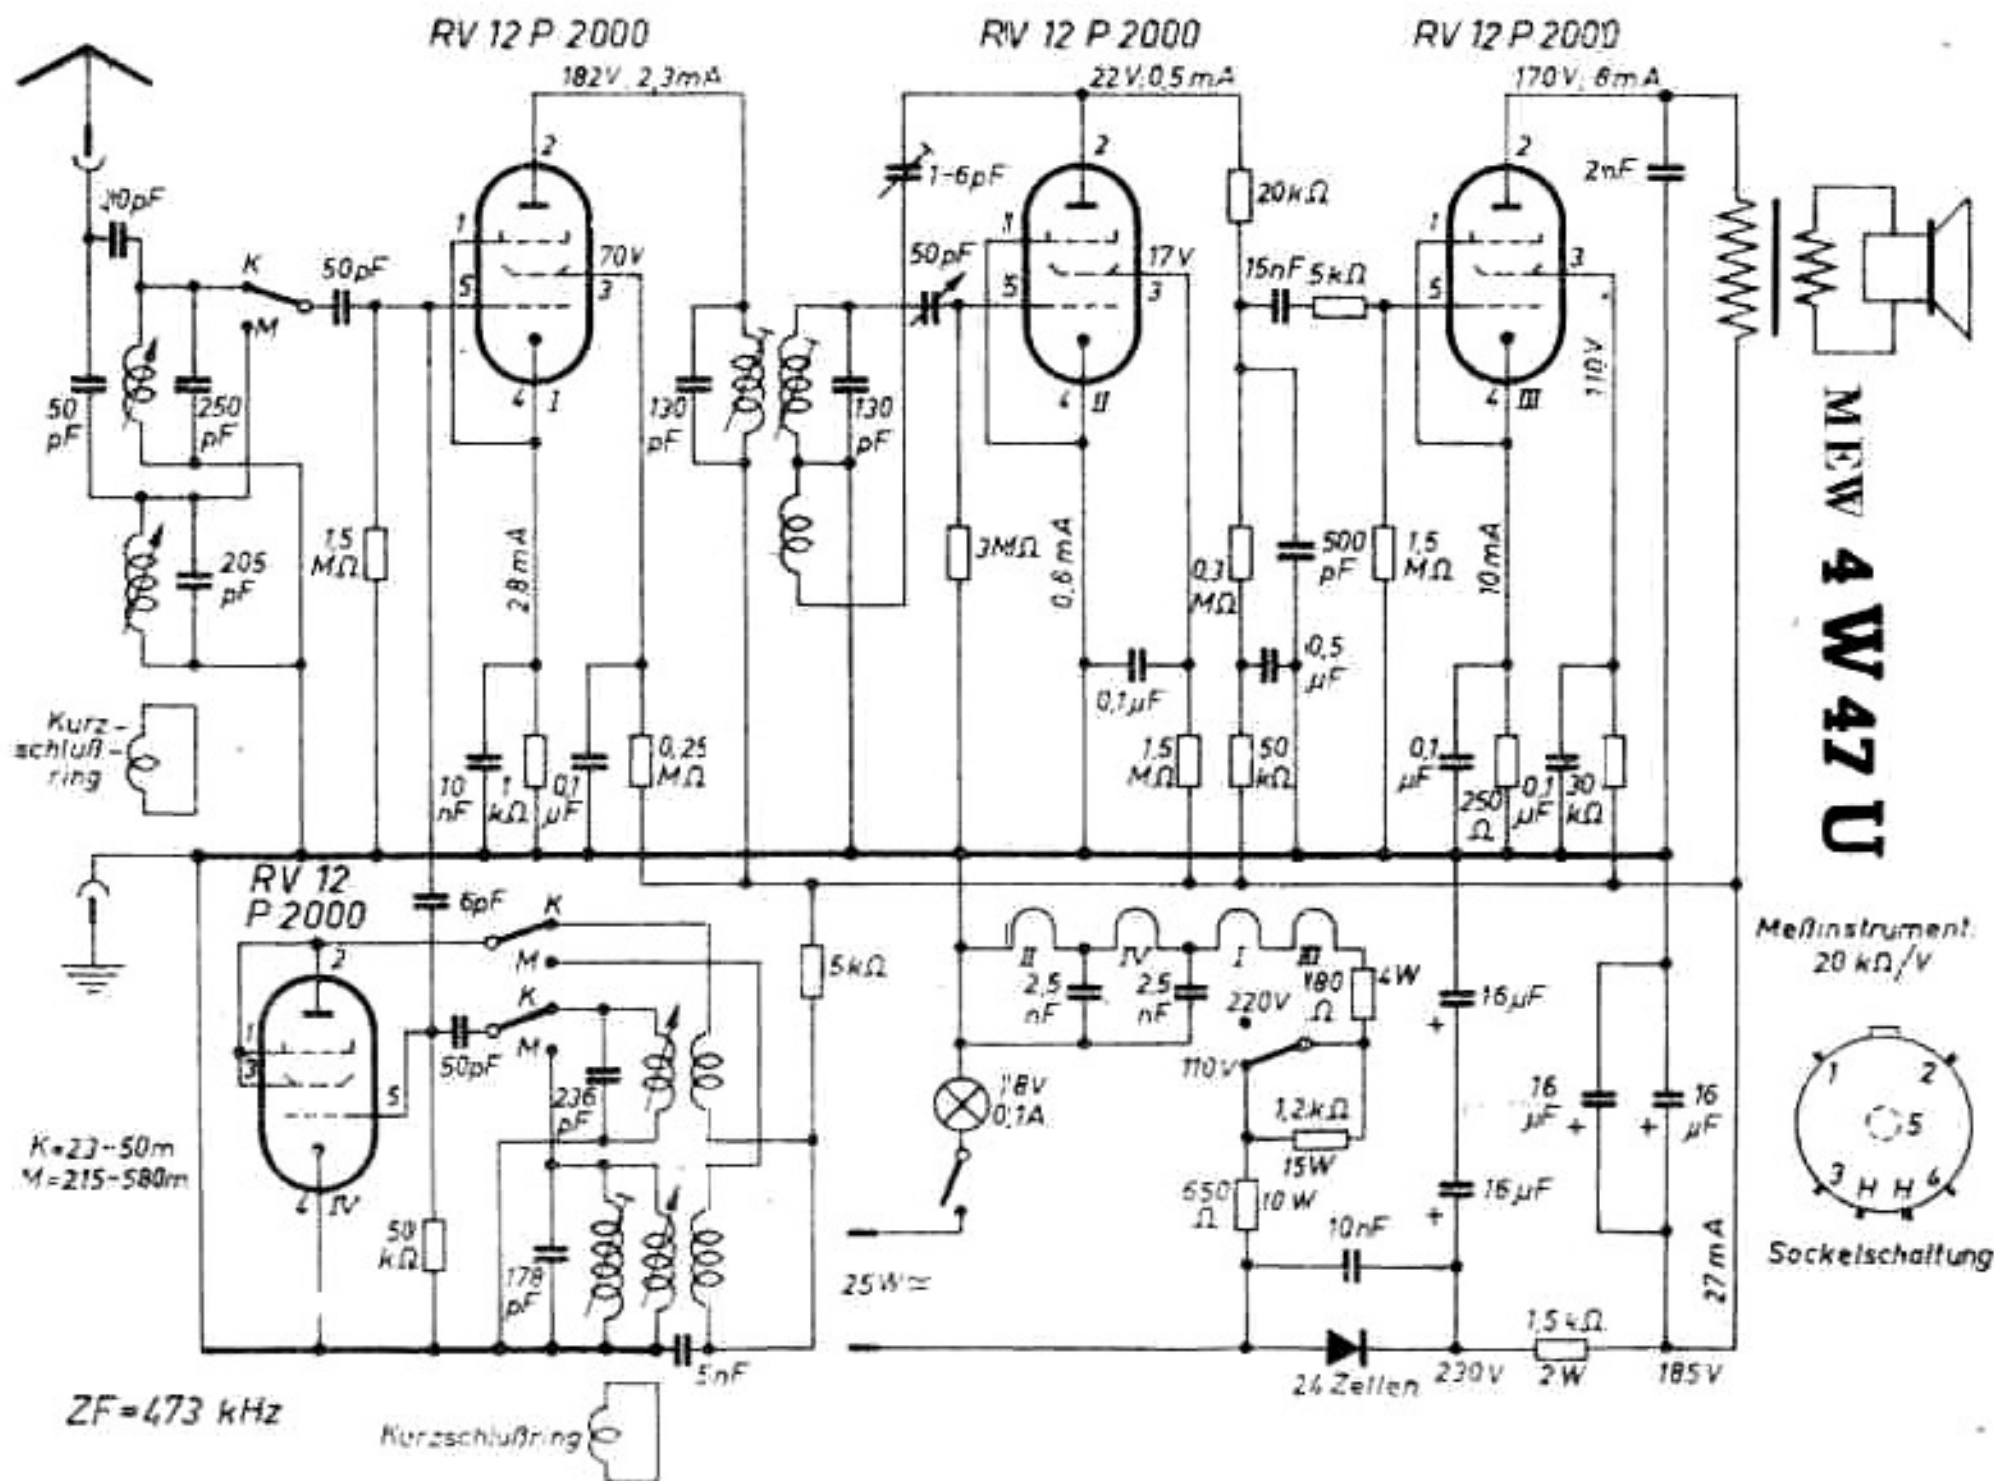 RV 12 P 2000
RV 12 P 2000
RV 12 P 2000
182V, 2,3mA
22V, 0,5mA
170V, 8mA
10pF
K
M
50pF
50
pF
250
pF
205
pF
1,5
MΩ
1
2
5
70V
3
4 I
2,8mA
10
nF
1
kΩ
0,1
µF
0,25
MΩ
130
pF
130
pF
1-6pF
50pF
1
2
5
17V
3
4 II
3MΩ
0,6mA
0,1µF
1,5
MΩ
20kΩ
15nF
5kΩ
0,3
MΩ
500
pF
0,5
µF
50
kΩ
1,5
MΩ
1
2
5
3
4 III
110V
10mA
0,1
µF
250
Ω
0,1
µF
30
kΩ
2nF
MEW 4 W 47 U
Kurz-
schluß-
ring
RV 12
P 2000
1
2
3
5
4 IV
6pF
K
M
50pF
K
M
236
pF
50
kΩ
178
pF
5nF
5kΩ
K=23-50m
M=215-580m
ZF=473 kHz
Kurzschlußring
II
IV
I
III
2,5
nF
2,5
nF
220V
180
Ω
4W
110V
18V
0,1A
1,2kΩ
15W
650
Ω
10W
10nF
25W≃
24 Zellen
230V
1,5 kΩ
2W
185V
27mA
16µF
+
16µF
+
16
µF
+
16
µF
+
Meßinstrument:
20 kΩ/V
1
2
5
3 H H 4
Sockelschaltung